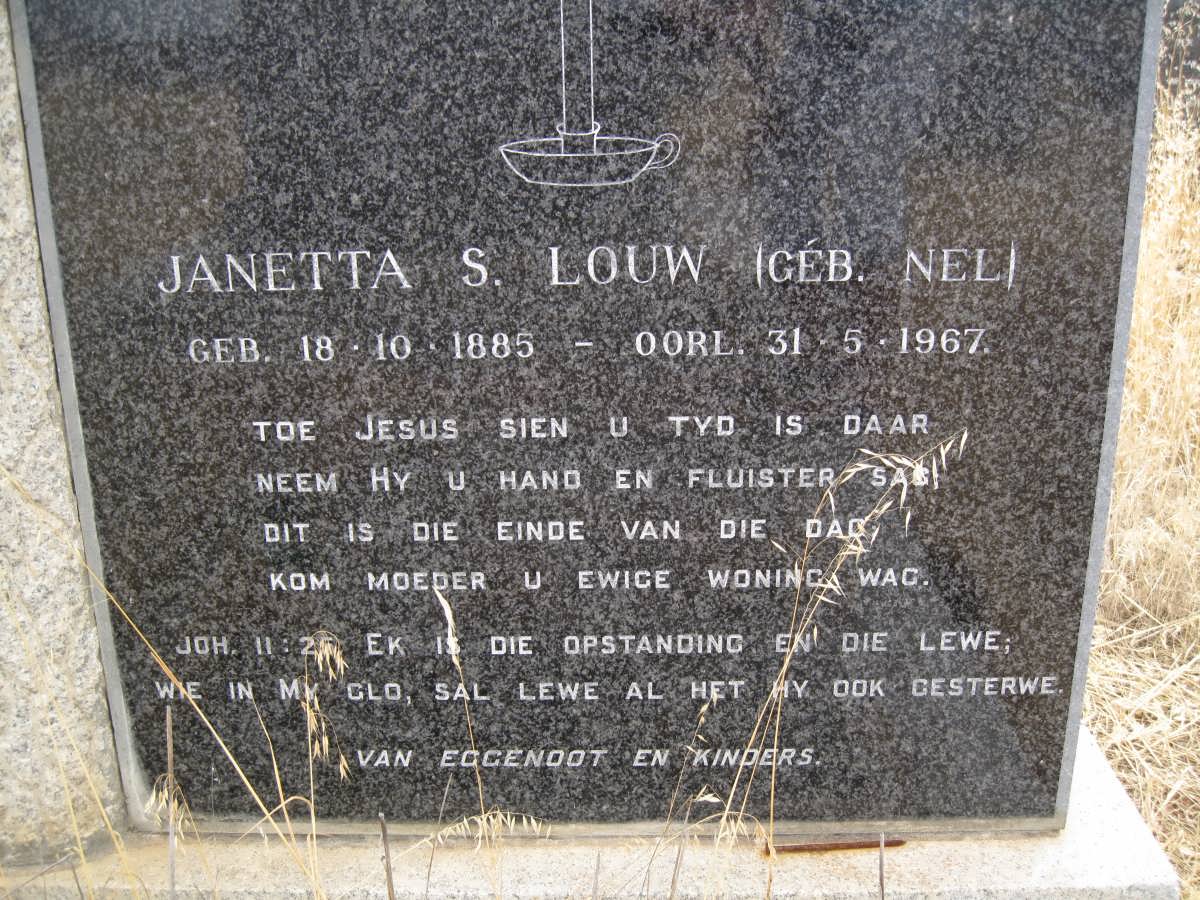 JANETTA S. LOUW (GÉB. NEL)
GEB. 18·10·1885 – OORL. 31·5·1967.
TOE JESUS SIEN U TYD IS DAAR
NEEM HY U HAND EN FLUISTER SAG:
DIT IS DIE EINDE VAN DIE DAG
KOM MOEDER U EWIGE WONING WAG.
JOH. 11: EK IS DIE OPSTANDING EN DIE LEWE;
WIE IN MY GLO, SAL LEWE AL HET HY OOK GESTERWE.
VAN EGGENOOT EN KINDERS.